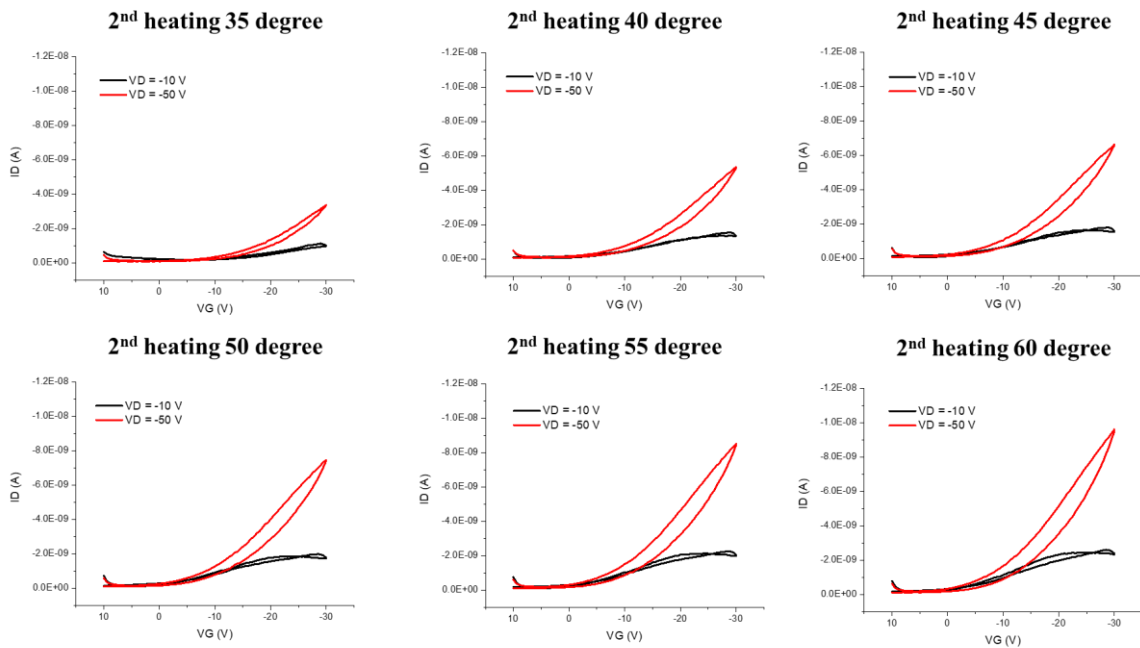 2nd heating 35 degree
-1.2E-08
-1.0E-08
-8.0E-09
-6.0E-09
-4.0E-09
-2.0E-09
0.0E+00
ID (A)
VD = -10 V
VD = -50 V
10 0 -10 -20 -30
VG (V)
2nd heating 40 degree
-1.2E-08
-1.0E-08
-8.0E-09
-6.0E-09
-4.0E-09
-2.0E-09
0.0E+00
ID (A)
VD = -10 V
VD = -50 V
10 0 -10 -20 -30
VG (V)
2nd heating 45 degree
-1.2E-08
-1.0E-08
-8.0E-09
-6.0E-09
-4.0E-09
-2.0E-09
0.0E+00
ID (A)
VD = -10 V
VD = -50 V
10 0 -10 -20 -30
VG (V)
2nd heating 50 degree
-1.2E-08
-1.0E-08
-8.0E-09
-6.0E-09
-4.0E-09
-2.0E-09
0.0E+00
ID (A)
VD = -10 V
VD = -50 V
10 0 -10 -20 -30
VG (V)
2nd heating 55 degree
-1.2E-08
-1.0E-08
-8.0E-09
-6.0E-09
-4.0E-09
-2.0E-09
0.0E+00
ID (A)
VD = -10 V
VD = -50 V
10 0 -10 -20 -30
VG (V)
2nd heating 60 degree
-1.2E-08
-1.0E-08
-8.0E-09
-6.0E-09
-4.0E-09
-2.0E-09
0.0E+00
ID (A)
VD = -10 V
VD = -50 V
10 0 -10 -20 -30
VG (V)